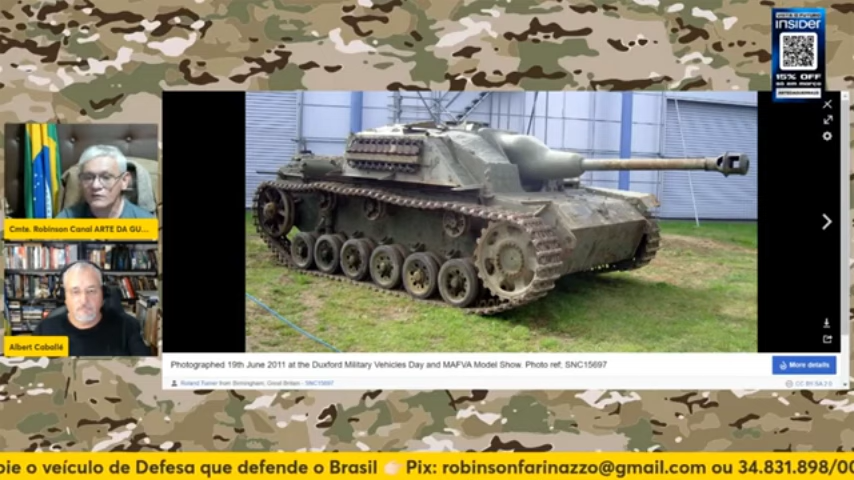 insider
15% OFF
Cmte. Robinson Canal ARTE DA GU...
Albert Caballé
Photographed 19th June 2011 at the Duxford Military Vehicles Day and MAFVA Model Show. Photo ref; SNC15697
More details
Roland Turner from Birmingham, Great Britain - SNC15697
CC BY-SA 2.0
oie o veículo de Defesa que defende o Brasil 👉🏻 Pix: robinsonfarinazzo@gmail.com ou 34.831.898/00